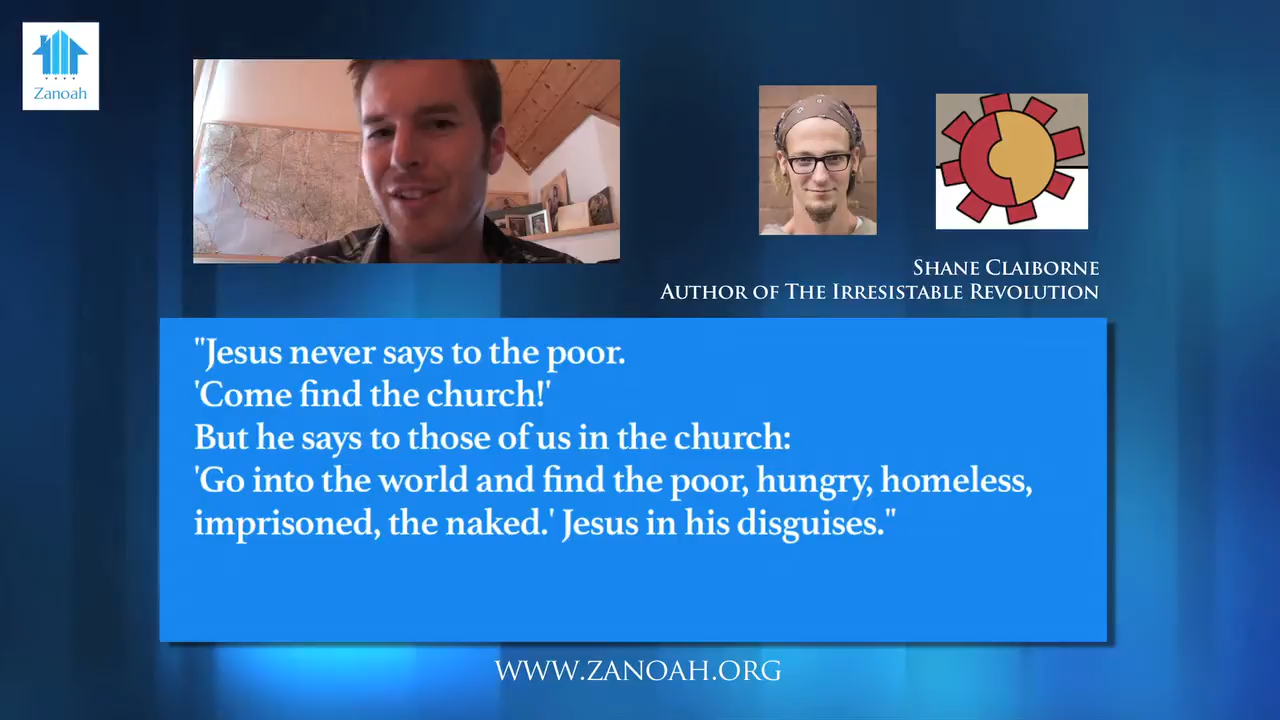 Zanoah
SHANE CLAIBORNE
AUTHOR OF THE IRRESISTABLE REVOLUTION
"Jesus never says to the poor.
'Come find the church!'
But he says to those of us in the church:
'Go into the world and find the poor, hungry, homeless,
imprisoned, the naked.' Jesus in his disguises."
WWW.ZANOAH.ORG